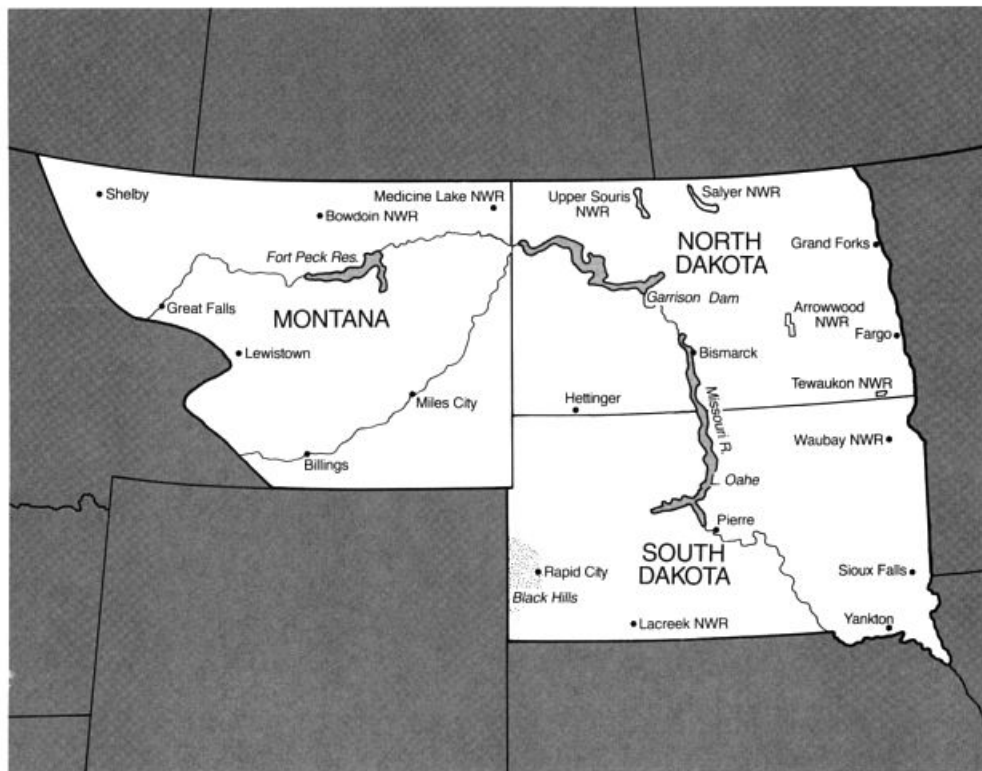 Shelby
Medicine Lake NWR
Bowdoin NWR
Fort Peck Res.
Great Falls
MONTANA
Lewistown
Miles City
Billings
Upper Souris
NWR
Salyer NWR
NORTH
DAKOTA
Grand Forks
Garrison Dam
Arrowwood
NWR
Fargo
Bismarck
Tewaukon NWR
Hettinger
Missouri R.
Waubay NWR
L. Oahe
Pierre
SOUTH
DAKOTA
Rapid City
Black Hills
Sioux Falls
Lacreek NWR
Yankton